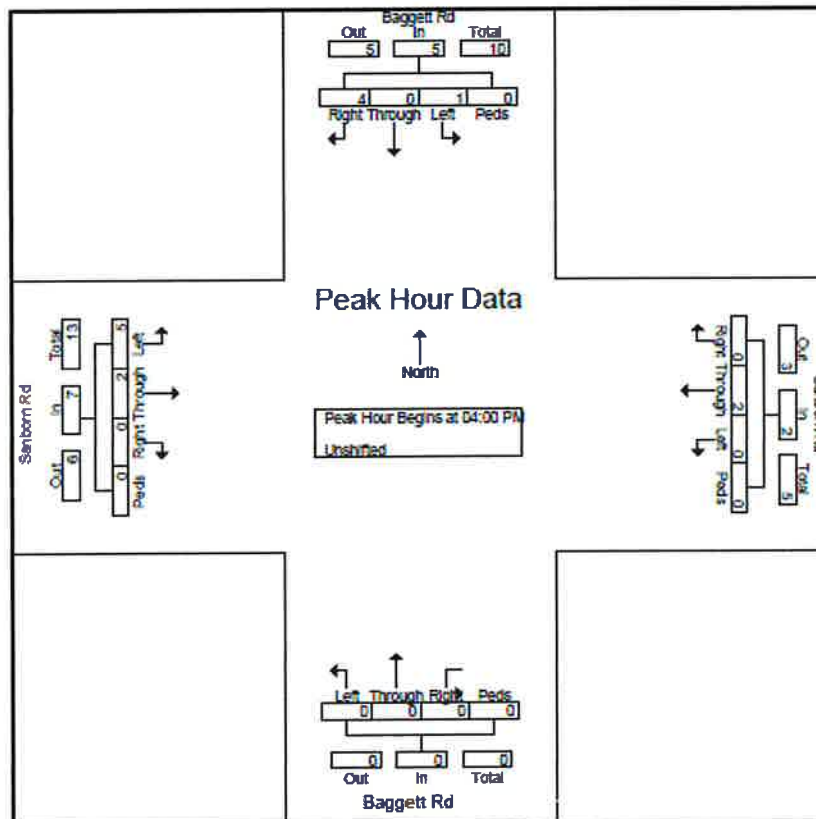 Baggett Rd
Out In Total
5 5 10
4 0 1 0
Right Through Left Peds
Peak Hour Data
North
Peak Hour Begins at 04:00 PM
Unshifted
Sanborn Rd
Total In Out
13 7 6
5 2 0 0
Left Through Right Peds
Right Through Left Peds
0 2 0 0
Out In Total
3 2 5
Left Through Right Peds
0 0 0 0
0 0 0
Out In Total
Baggett Rd